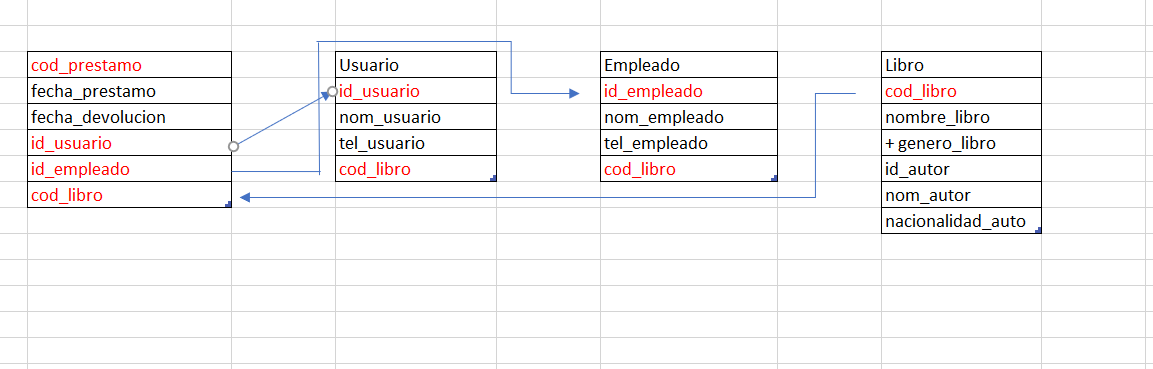 cod_prestamo
fecha_prestamo
fecha_devolucion
id_usuario
id_empleado
cod_libro
Usuario
id_usuario
nom_usuario
tel_usuario
cod_libro
Empleado
id_empleado
nom_empleado
tel_empleado
cod_libro
Libro
cod_libro
nombre_libro
+ genero_libro
id_autor
nom_autor
nacionalidad_auto